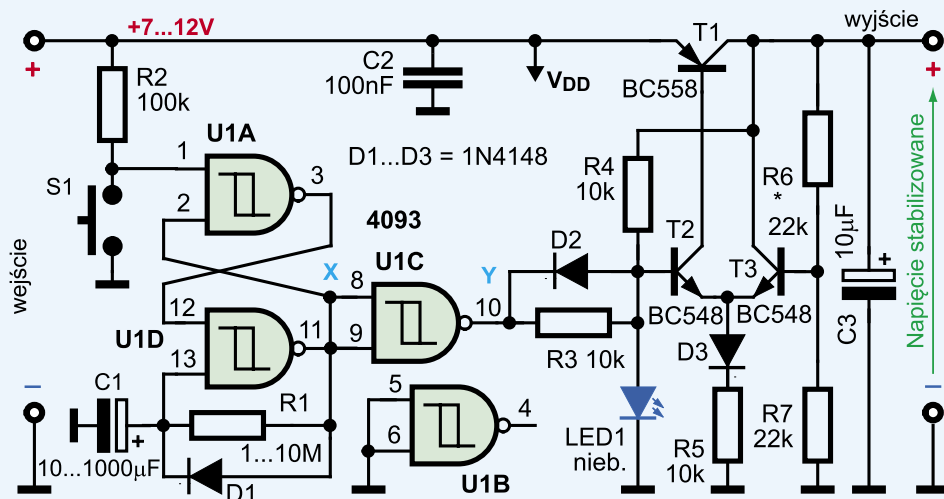 wyjście
+7...12V
T1
+
+
C2
100nF
VDD
BC558
R2
100k
U1A
D1...D3 = 1N4148
1
3
R4
10k
R6
*
22k
10µF
S1
2
4093
T2
D2
T3
+
wejście
X
U1C
Y
8
10
BC548
BC548
Napięcie stabilizowane
12
11
9
U1D
13
R3 10k
D3
C3
C1
R1
5
4
–
–
+
1...10M
6
LED1
nieb.
R5
10k
R7
22k
10...1000µF
D1
U1B